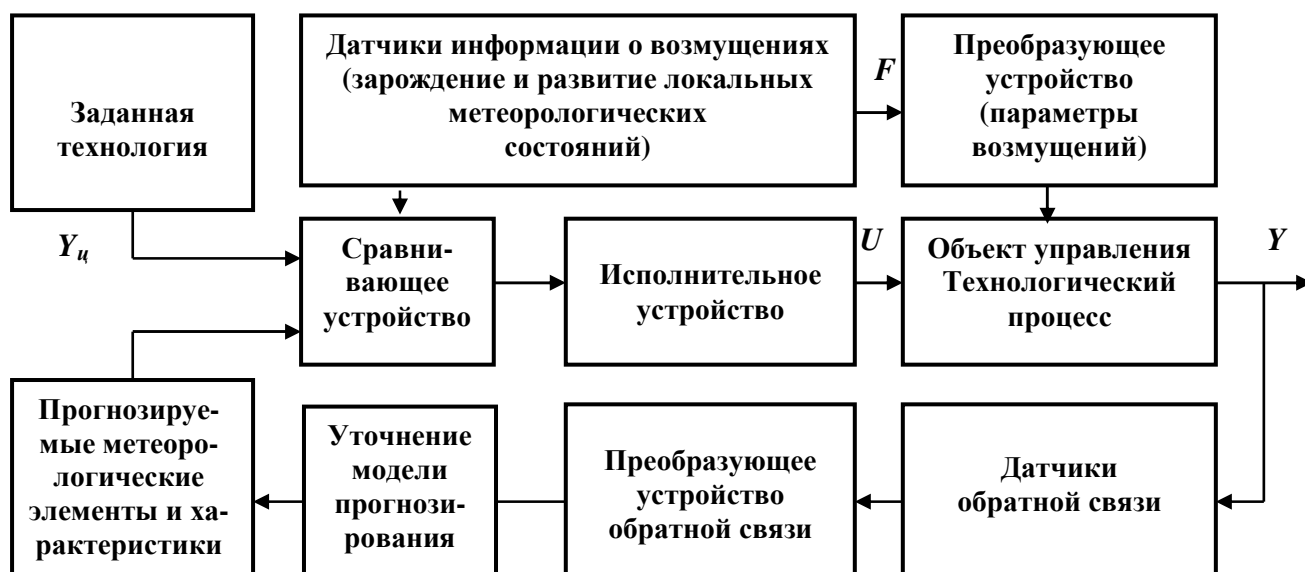 Заданная
технология
Датчики информации о возмущениях
(зарождение и развитие локальных
метеорологических
состояний)
F
Преобразующее
устройство
(параметры
возмущений)
Yц
Сравни-
вающее
устройство
Исполнительное
устройство
U
Объект управления
Технологический
процесс
Y
Прогнозируе-
мые метеоро-
логические
элементы и ха-
рактеристики
Уточнение
модели
прогнози-
рования
Преобразующее
устройство
обратной связи
Датчики
обратной связи